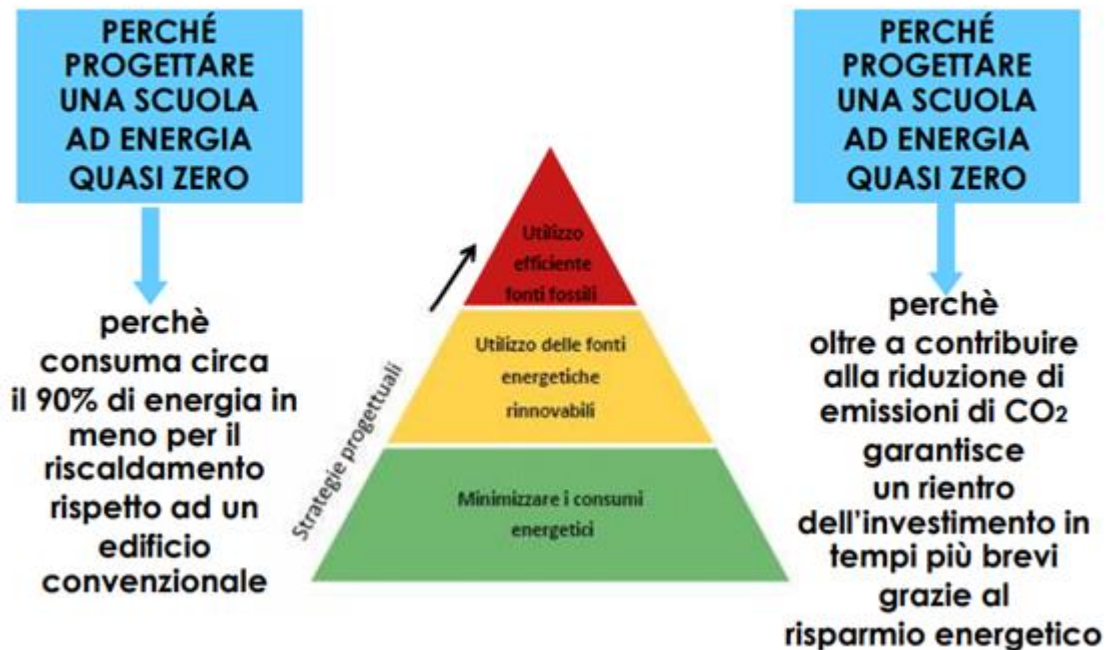 PERCHÉ
PROGETTARE
UNA SCUOLA
AD ENERGIA
QUASI ZERO
perchè
consuma circa
il 90% di energia in
meno per il
riscaldamento
rispetto ad un
edificio
convenzionale
Strategie progettuali
Utilizzo
efficiente
fonti fossili
Utilizzo delle fonti
energetiche
rinnovabili
Minimizzare i consumi
energetici
PERCHÉ
PROGETTARE
UNA SCUOLA
AD ENERGIA
QUASI ZERO
perchè
oltre a contribuire
alla riduzione di
emissioni di CO2
garantisce
un rientro
dell'investimento in
tempi più brevi
grazie al
risparmio energetico